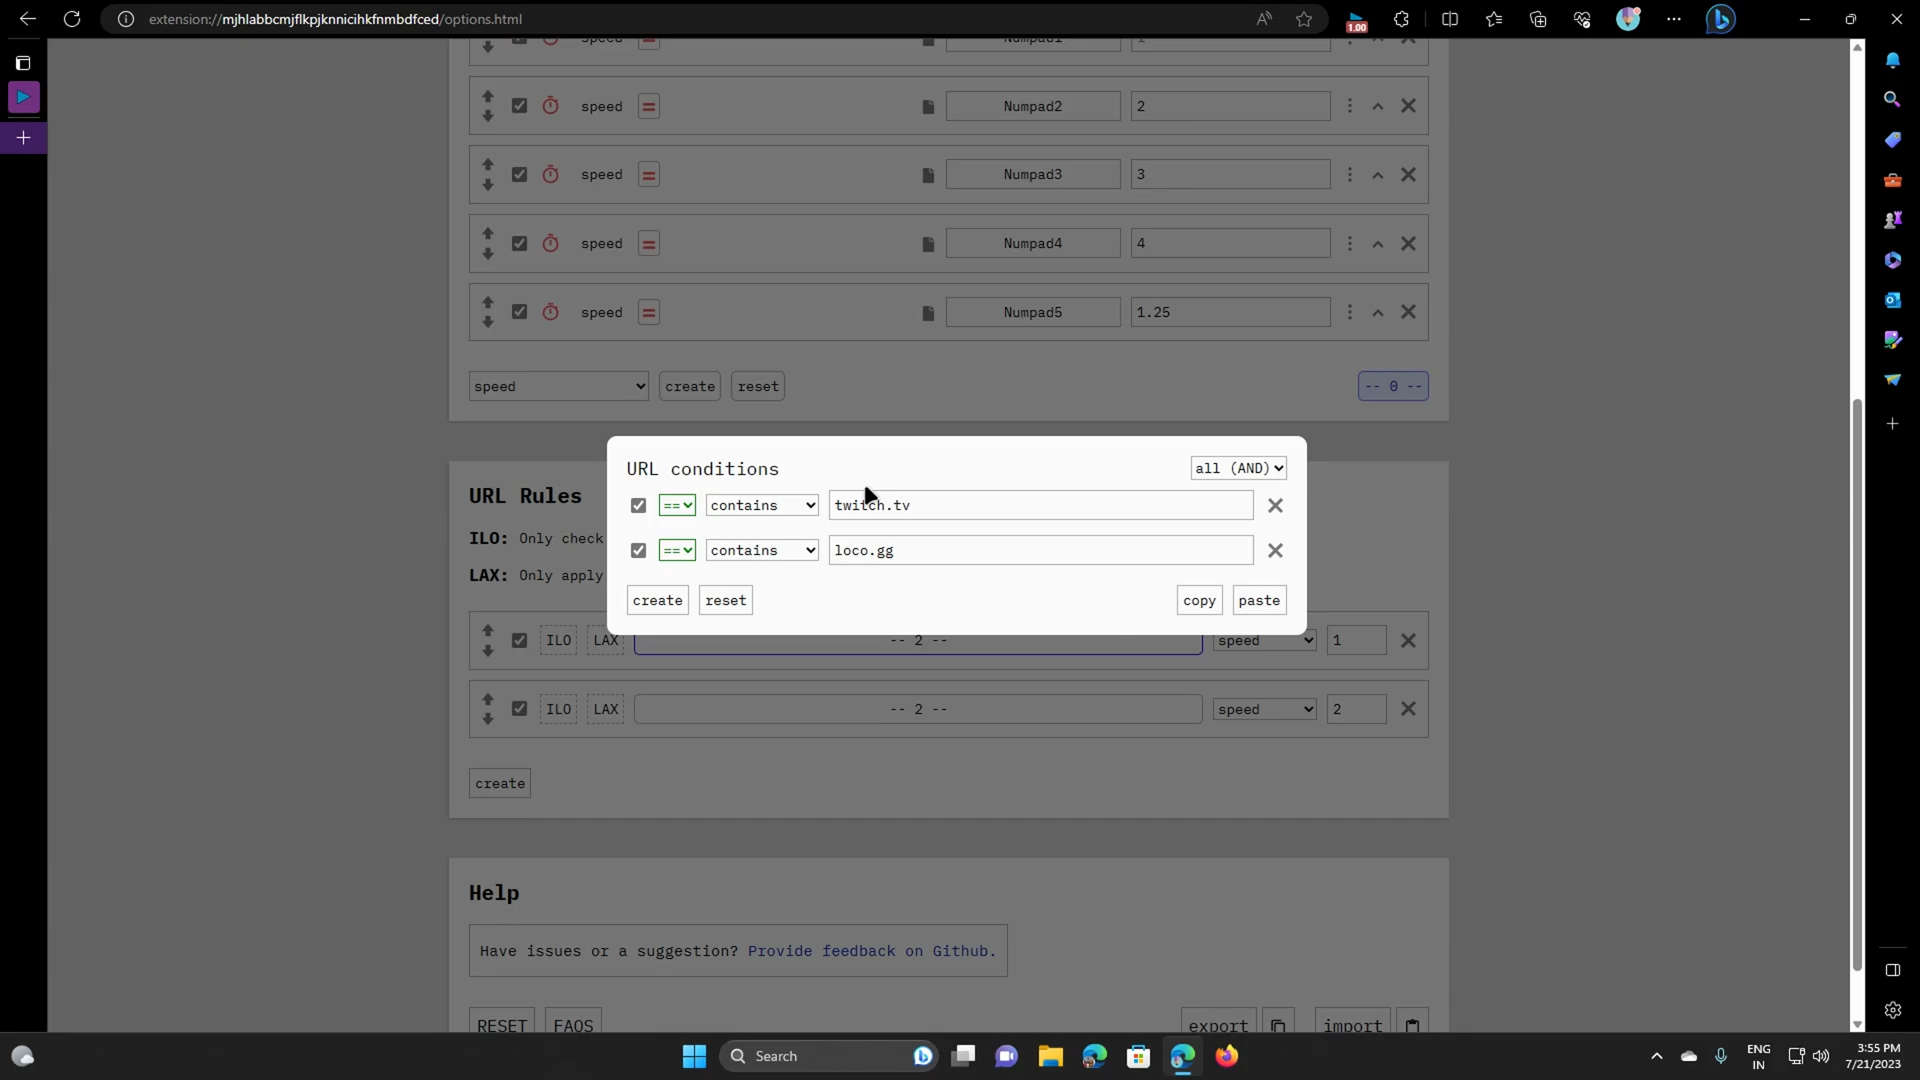 extension://mjhlabbcmjflkpjknnicihkfnmbdfced/options.html
1.00
speed = Numpad1 1
speed = Numpad2 2
speed = Numpad3 3
speed = Numpad4 4
speed = Numpad5 1.25
speed create reset -- 0 --
URL conditions all (AND)
== contains twitch.tv
== contains loco.gg
create reset copy paste
URL Rules
ILO: Only check
LAX: Only apply
ILO LAX -- 2 -- speed 1
ILO LAX -- 2 -- speed 2
create
Help
Have issues or a suggestion? Provide feedback on Github.
RESET FAQS export import
Search
ENG
IN
3:55 PM
7/21/2023